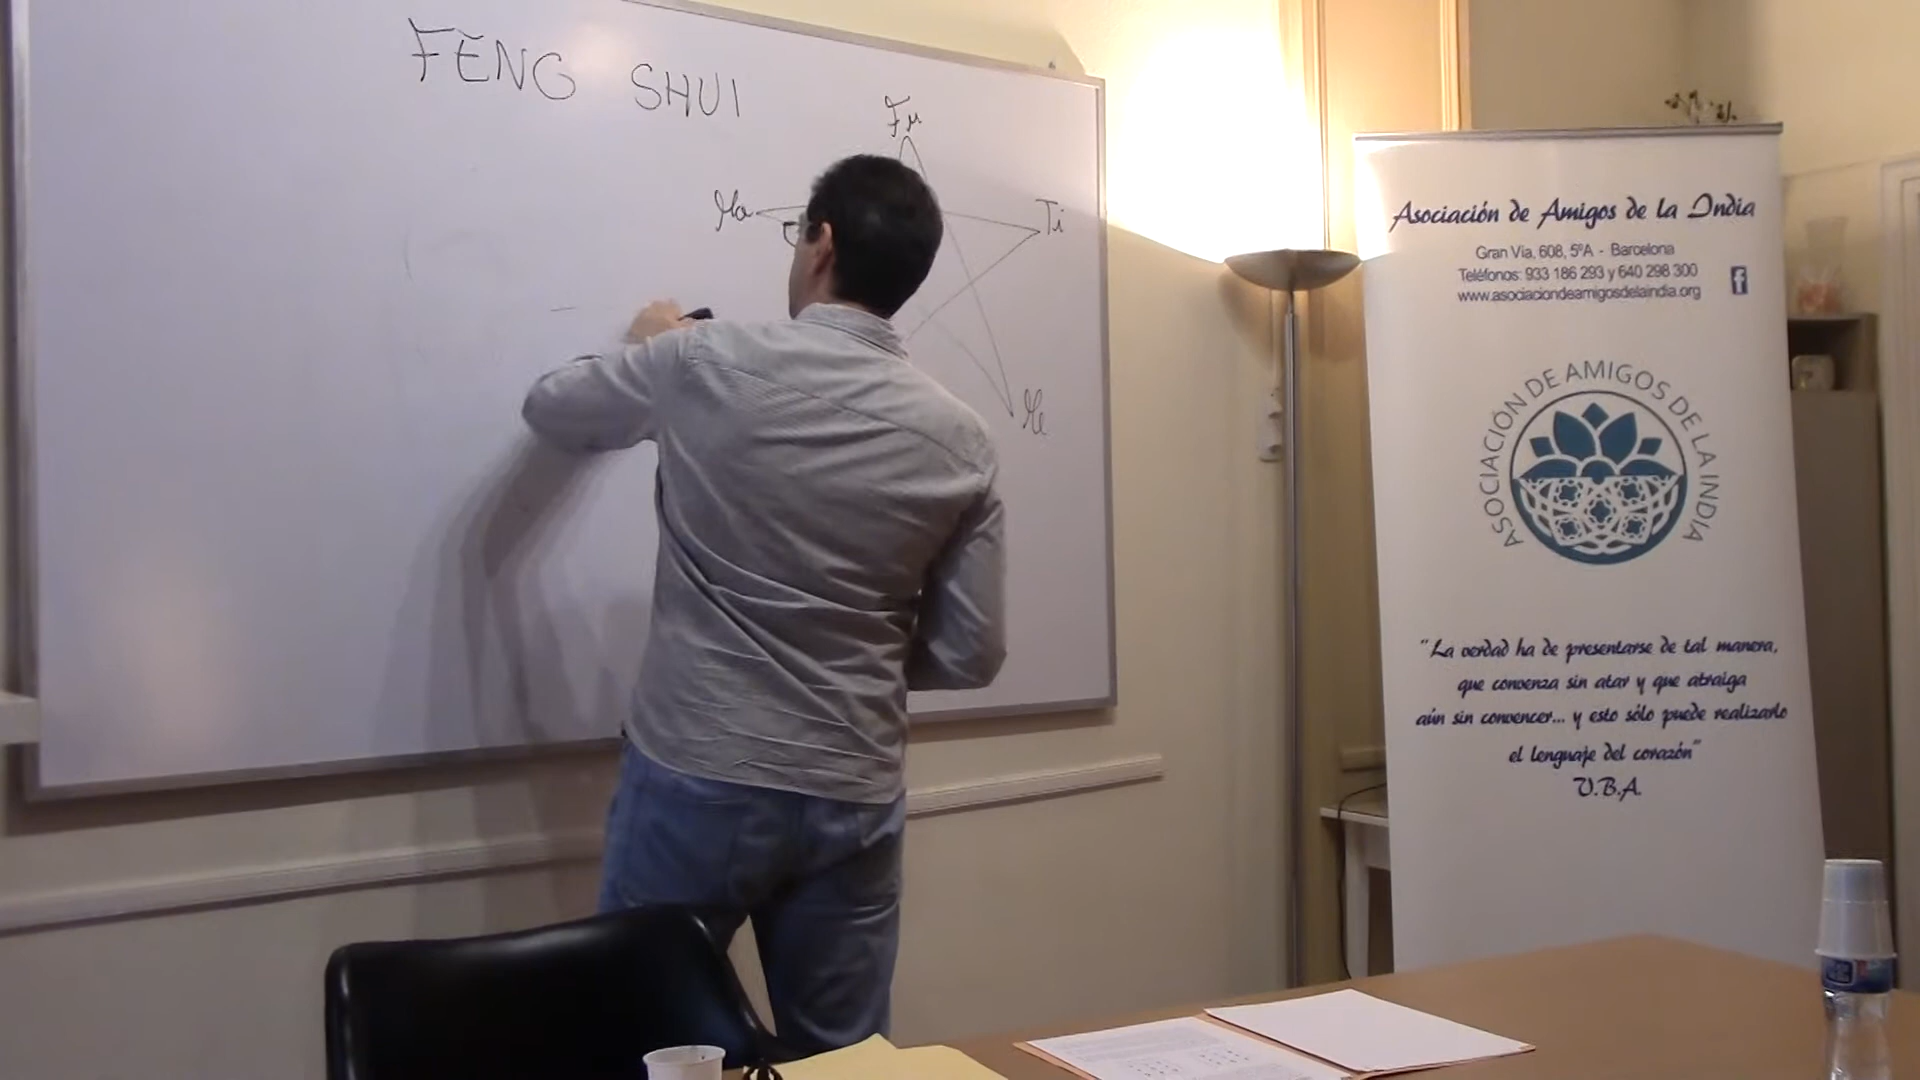 FENG SHUI
Fu
Ma
Ti
Me
Asociación de Amigos de la India
Gran Vía, 608, 5ºA - Barcelona
Teléfonos: 933 186 293 y 640 298 300
www.asociaciondeamigosdelaindia.org
f
ASOCIACIÓN DE AMIGOS DE LA INDIA
"La verdad ha de presentarse de tal manera,
que convenza sin atar y que atraiga
aún sin convencer... y esto sólo puede realizarlo
el lenguaje del corazón"
V.B.A.